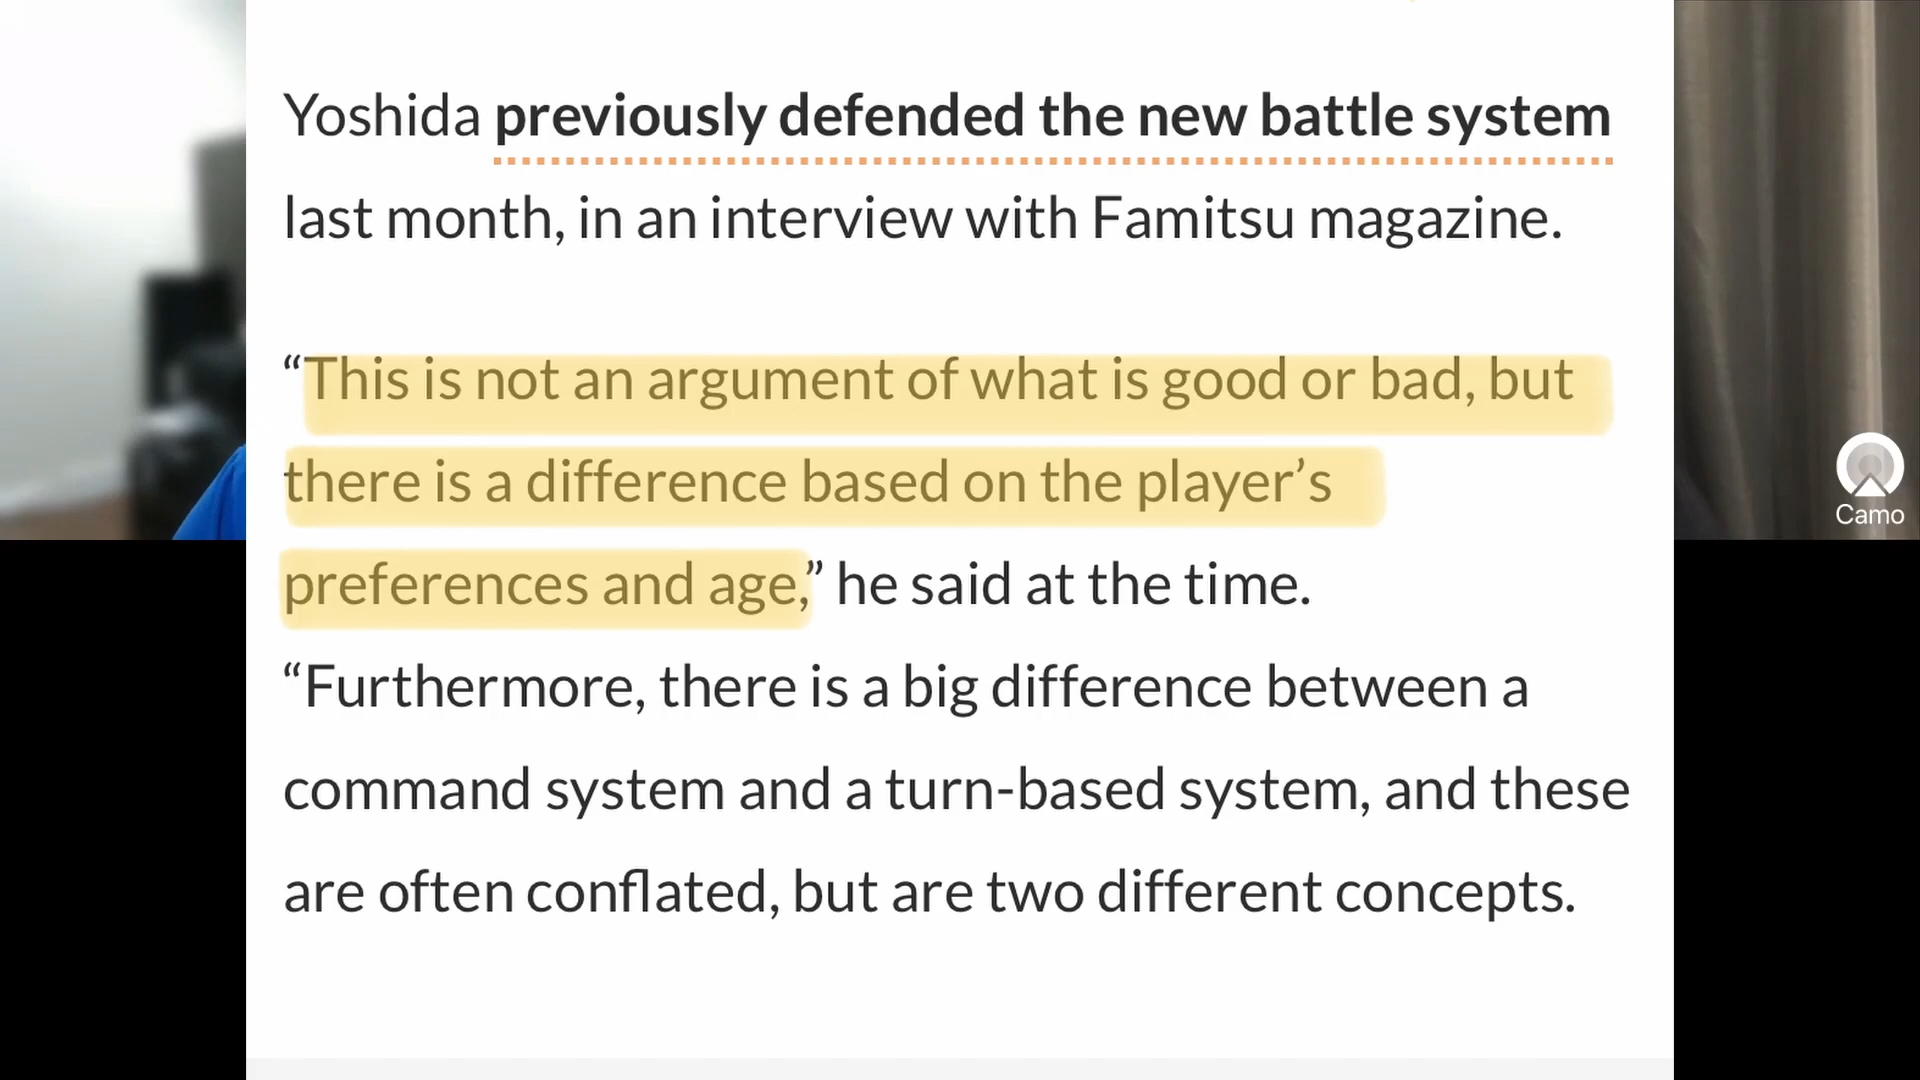 Yoshida previously defended the new battle system
last month, in an interview with Famitsu magazine.
“This is not an argument of what is good or bad, but
there is a difference based on the player’s
preferences and age,” he said at the time.
“Furthermore, there is a big difference between a
command system and a turn-based system, and these
are often conflated, but are two different concepts.
Camo